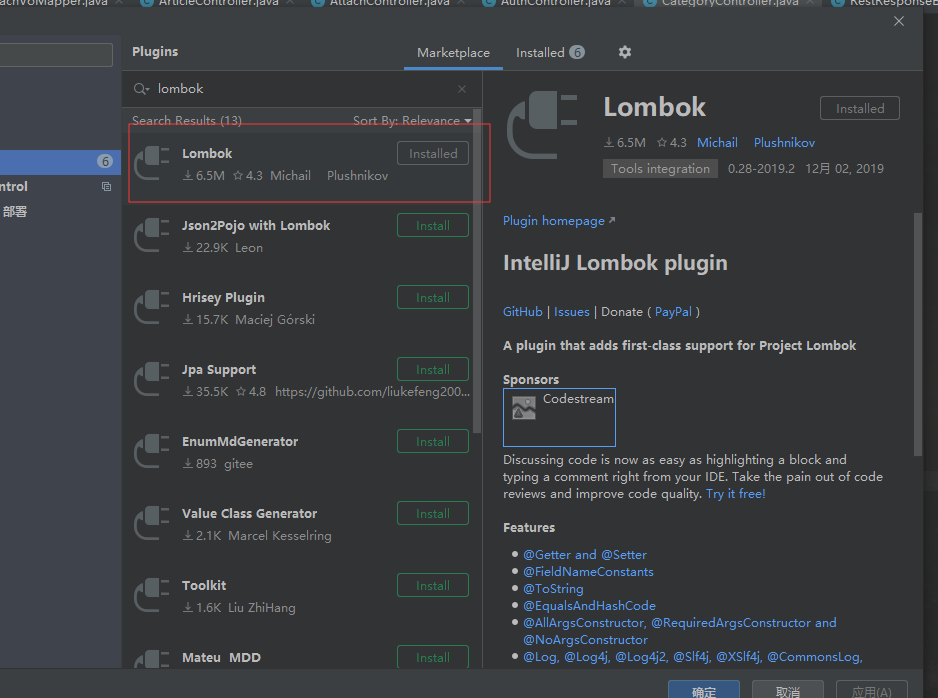 achVoMapper.java ArticleController.java AttachController.java AuthController.java CategoryController.java RestResponseB
Plugins Marketplace Installed 6
lombok
Search Results (13) Sort By: Relevance
Lombok Installed
6.5M 4.3 Michail Plushnikov
Json2Pojo with Lombok Install
22.9K Leon
Hrisey Plugin Install
15.7K Maciej Górski
Jpa Support Install
35.5K 4.8 https://github.com/liukefeng200...
EnumMdGenerator Install
893 gitee
Value Class Generator Install
2.1K Marcel Kesselring
Toolkit Install
1.6K Liu ZhiHang
Mateu MDD Install
6
ntrol
部署
Lombok Installed
6.5M 4.3 Michail Plushnikov
Tools integration 0.28-2019.2 12月 02, 2019
Plugin homepage
IntelliJ Lombok plugin
GitHub | Issues | Donate ( PayPal )
A plugin that adds first-class support for Project Lombok
Sponsors
Codestream
Discussing code is now as easy as highlighting a block and
typing a comment right from your IDE. Take the pain out of code
reviews and improve code quality. Try it free!
Features
@Getter and @Setter
@FieldNameConstants
@ToString
@EqualsAndHashCode
@AllArgsConstructor, @RequiredArgsConstructor and
@NoArgsConstructor
@Log, @Log4j, @Log4j2, @Slf4j, @XSlf4j, @CommonsLog,
确定 取消 应用(A)